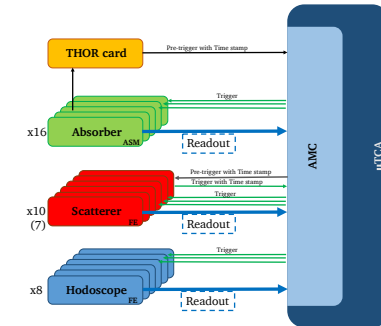 THOR card
Pre-trigger with Time stamp
Trigger
x16
Absorber
ASM
Readout
Pre-trigger with Time stamp
Trigger with Time stamp
Trigger
x10
(7)
Scatterer
FE
Readout
Trigger
x8
Hodoscope
FE
Readout
AMC
μTCA